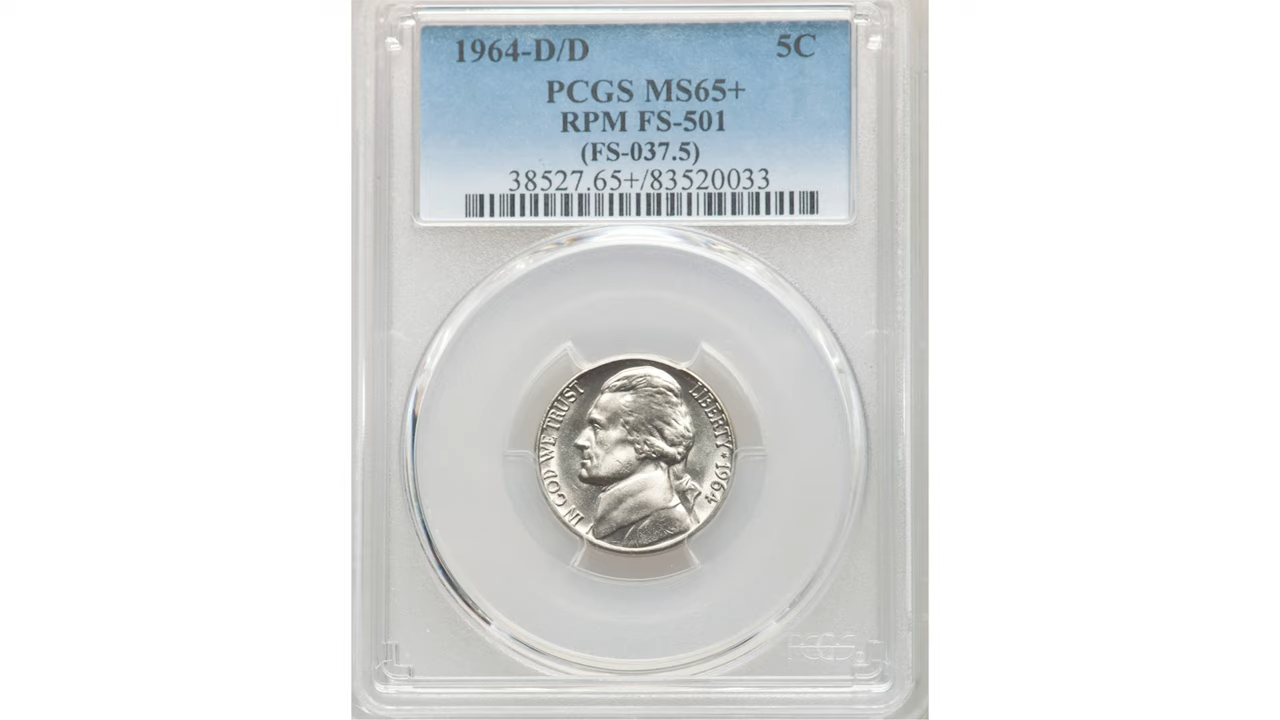 1964-D/D 5C
PCGS MS65+
RPM FS-501
(FS-037.5)
38527.65+/83520033
IN GOD WE TRUST
LIBERTY * 1964
PCGS